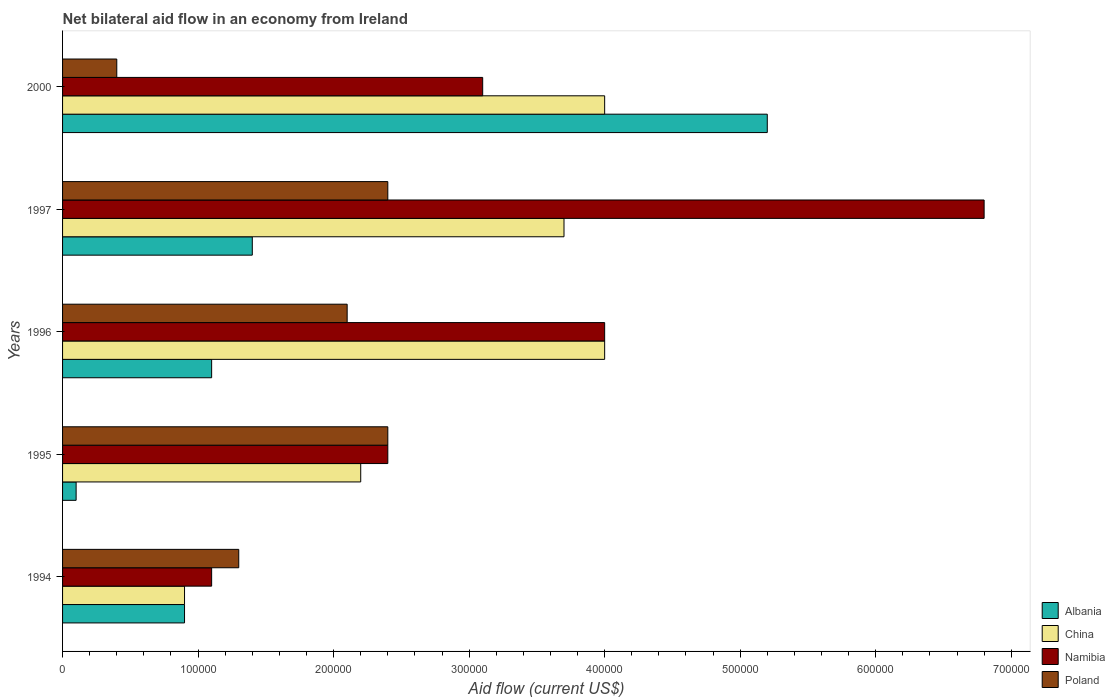 Net bilateral aid flow in an economy from Ireland
2000
1997
1996
1995
1994
Years
0
100000
200000
300000
400000
500000
600000
700000
Aid flow (current US$)
Albania
China
Namibia
Poland